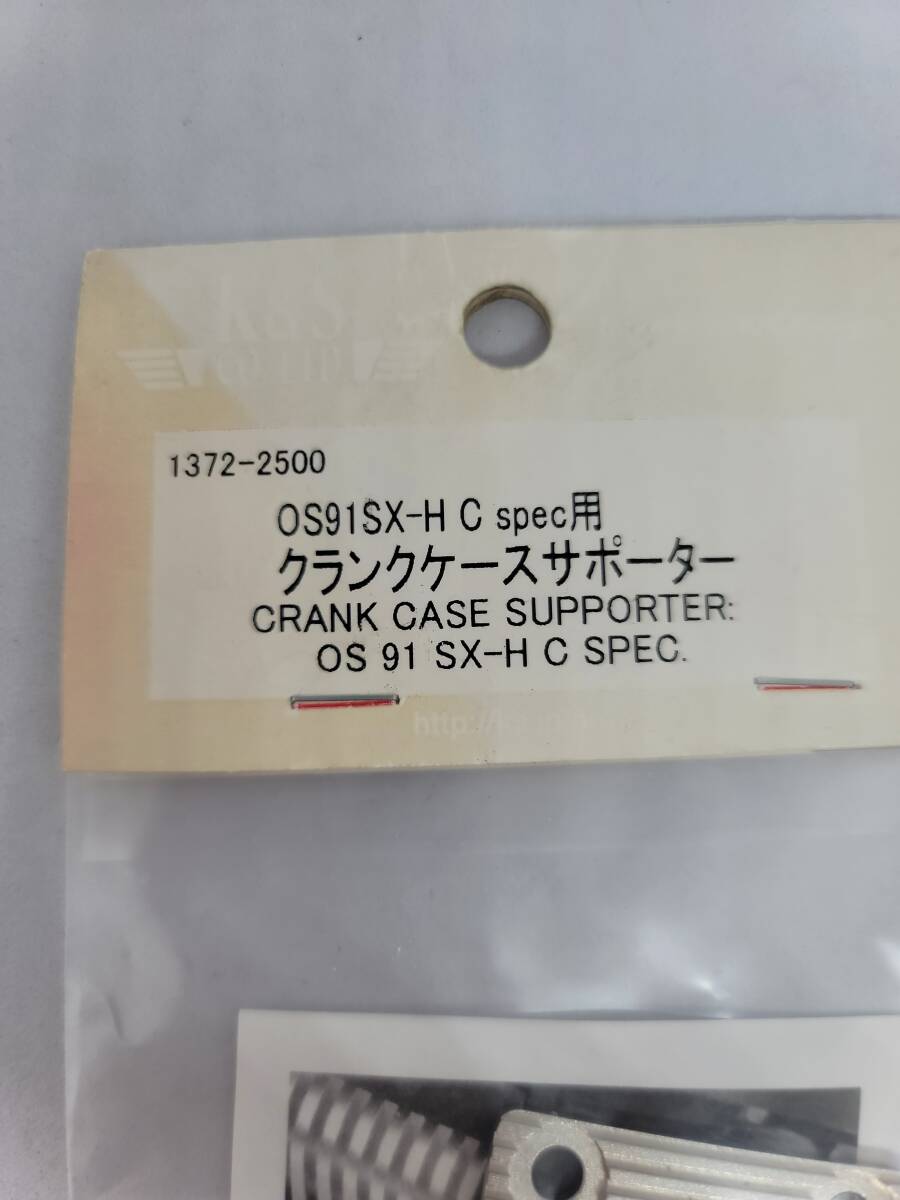 1372-2500
OS91SX-H C spec用
クランクケースサポーター
CRANK CASE SUPPORTER:
OS 91 SX-H C SPEC.
http://